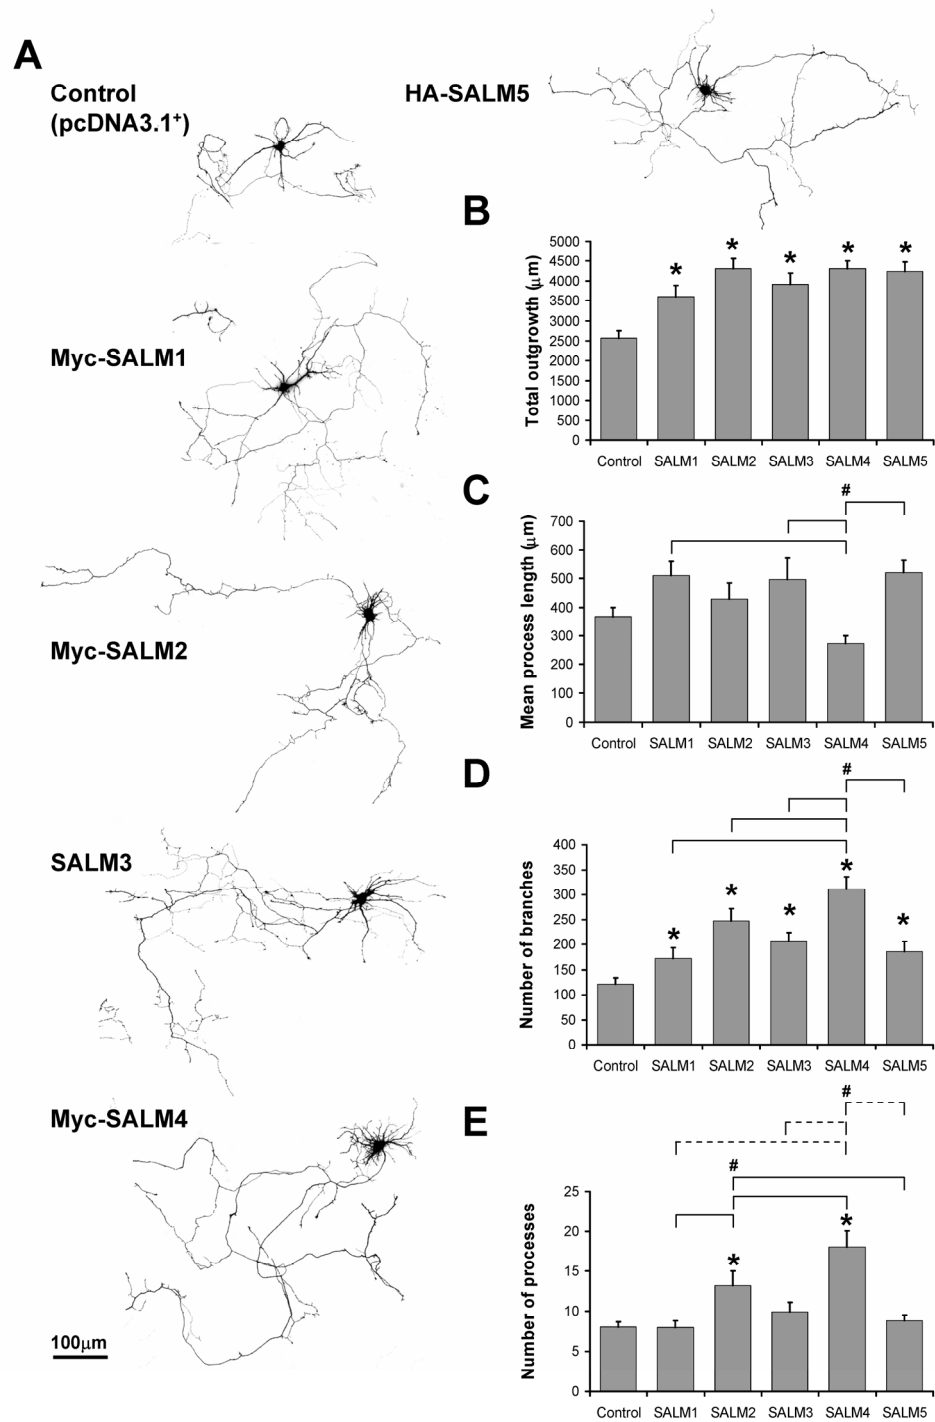 A
Control
(pcDNA3.1+)
HA-SALM5
Myc-SALM1
Myc-SALM2
SALM3
Myc-SALM4
100μm
B
Total outgrowth (μm)
5000
4500
4000
3500
3000
2500
2000
1500
1000
500
0
* * * * *
Control SALM1 SALM2 SALM3 SALM4 SALM5
C
#
Mean process length (μm)
700
600
500
400
300
200
100
0
Control SALM1 SALM2 SALM3 SALM4 SALM5
D
#
Number of branches
400
350
300
250
200
150
100
50
0
* * * * *
Control SALM1 SALM2 SALM3 SALM4 SALM5
E
#
#
Number of processes
25
20
15
10
5
0
* *
Control SALM1 SALM2 SALM3 SALM4 SALM5